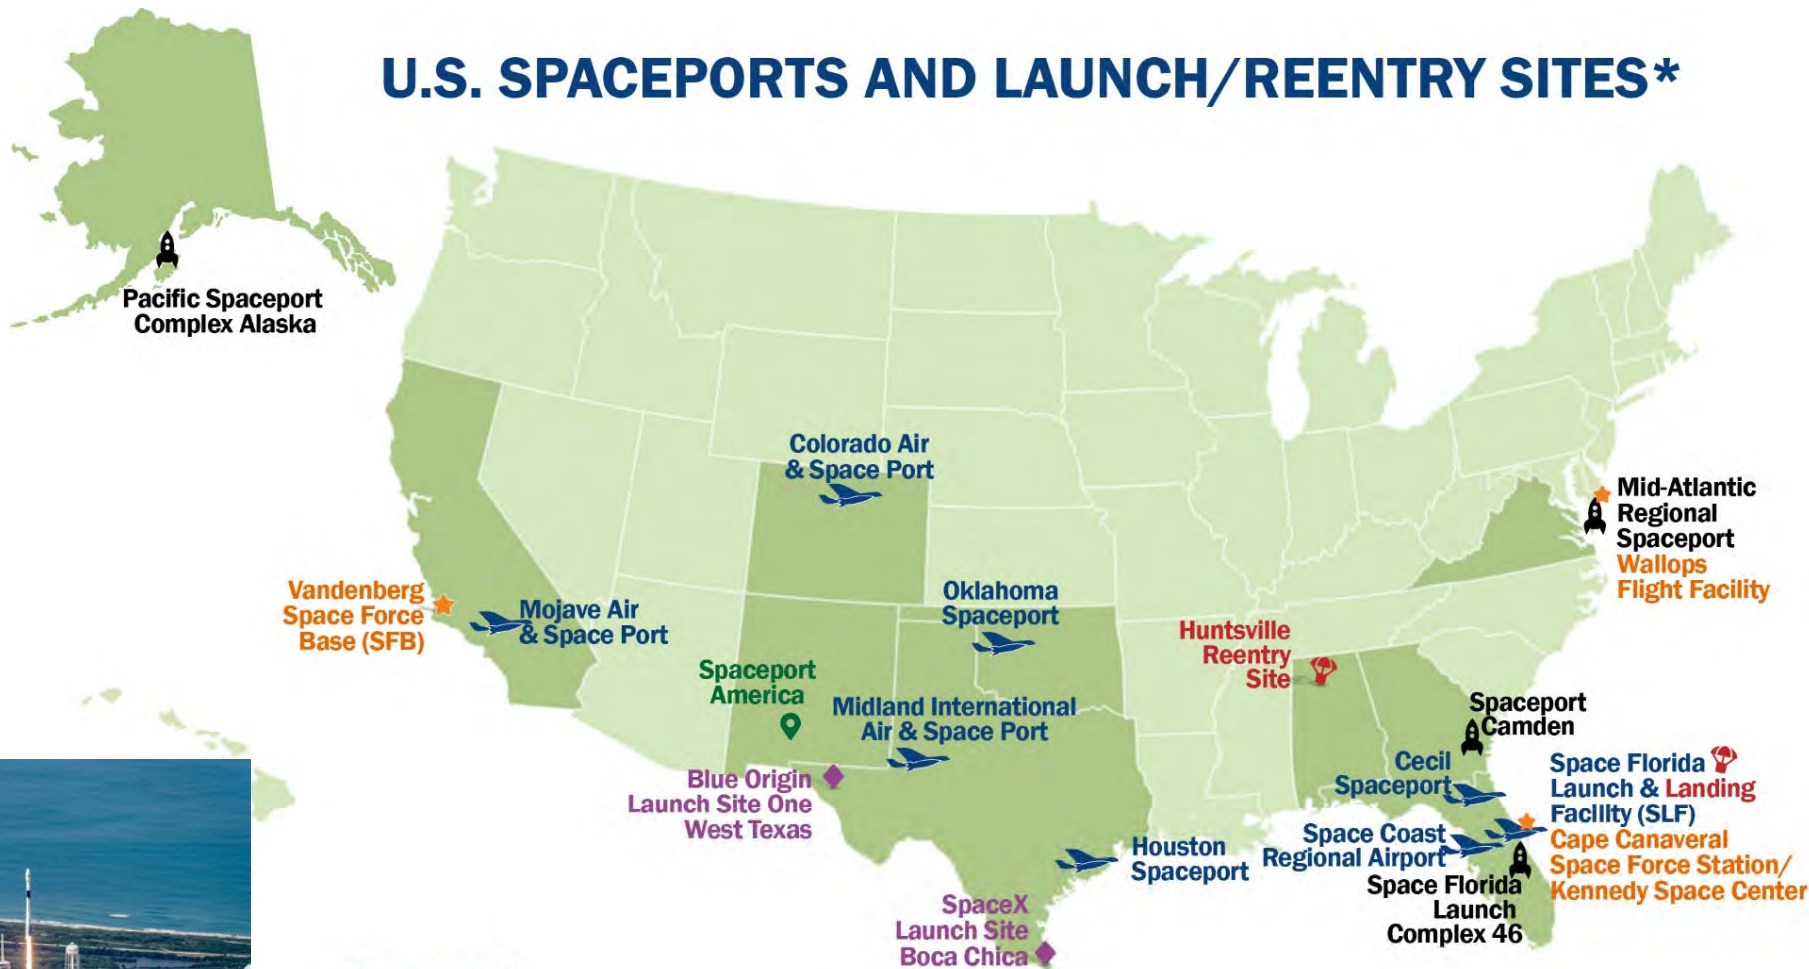 U.S. SPACEPORTS AND LAUNCH/REENTRY SITES*
Pacific Spaceport
Complex Alaska
Colorado Air
& Space Port
Mid-Atlantic
Regional
Spaceport
Wallops
Flight Facility
Vandenberg
Space Force
Base (SFB)
Mojave Air
& Space Port
Oklahoma
Spaceport
Huntsville
Reentry
Site
Spaceport
America
Midland International
Air & Space Port
Spaceport
Camden
Blue Origin
Launch Site One
West Texas
Cecil
Spaceport
Space Florida
Launch & Landing
Facility (SLF)
Cape Canaveral
Space Force Station/
Kennedy Space Center
Houston
Spaceport
Space Coast
Regional Airport
Space Florida
Launch
Complex 46
SpaceX
Launch Site
Boca Chica